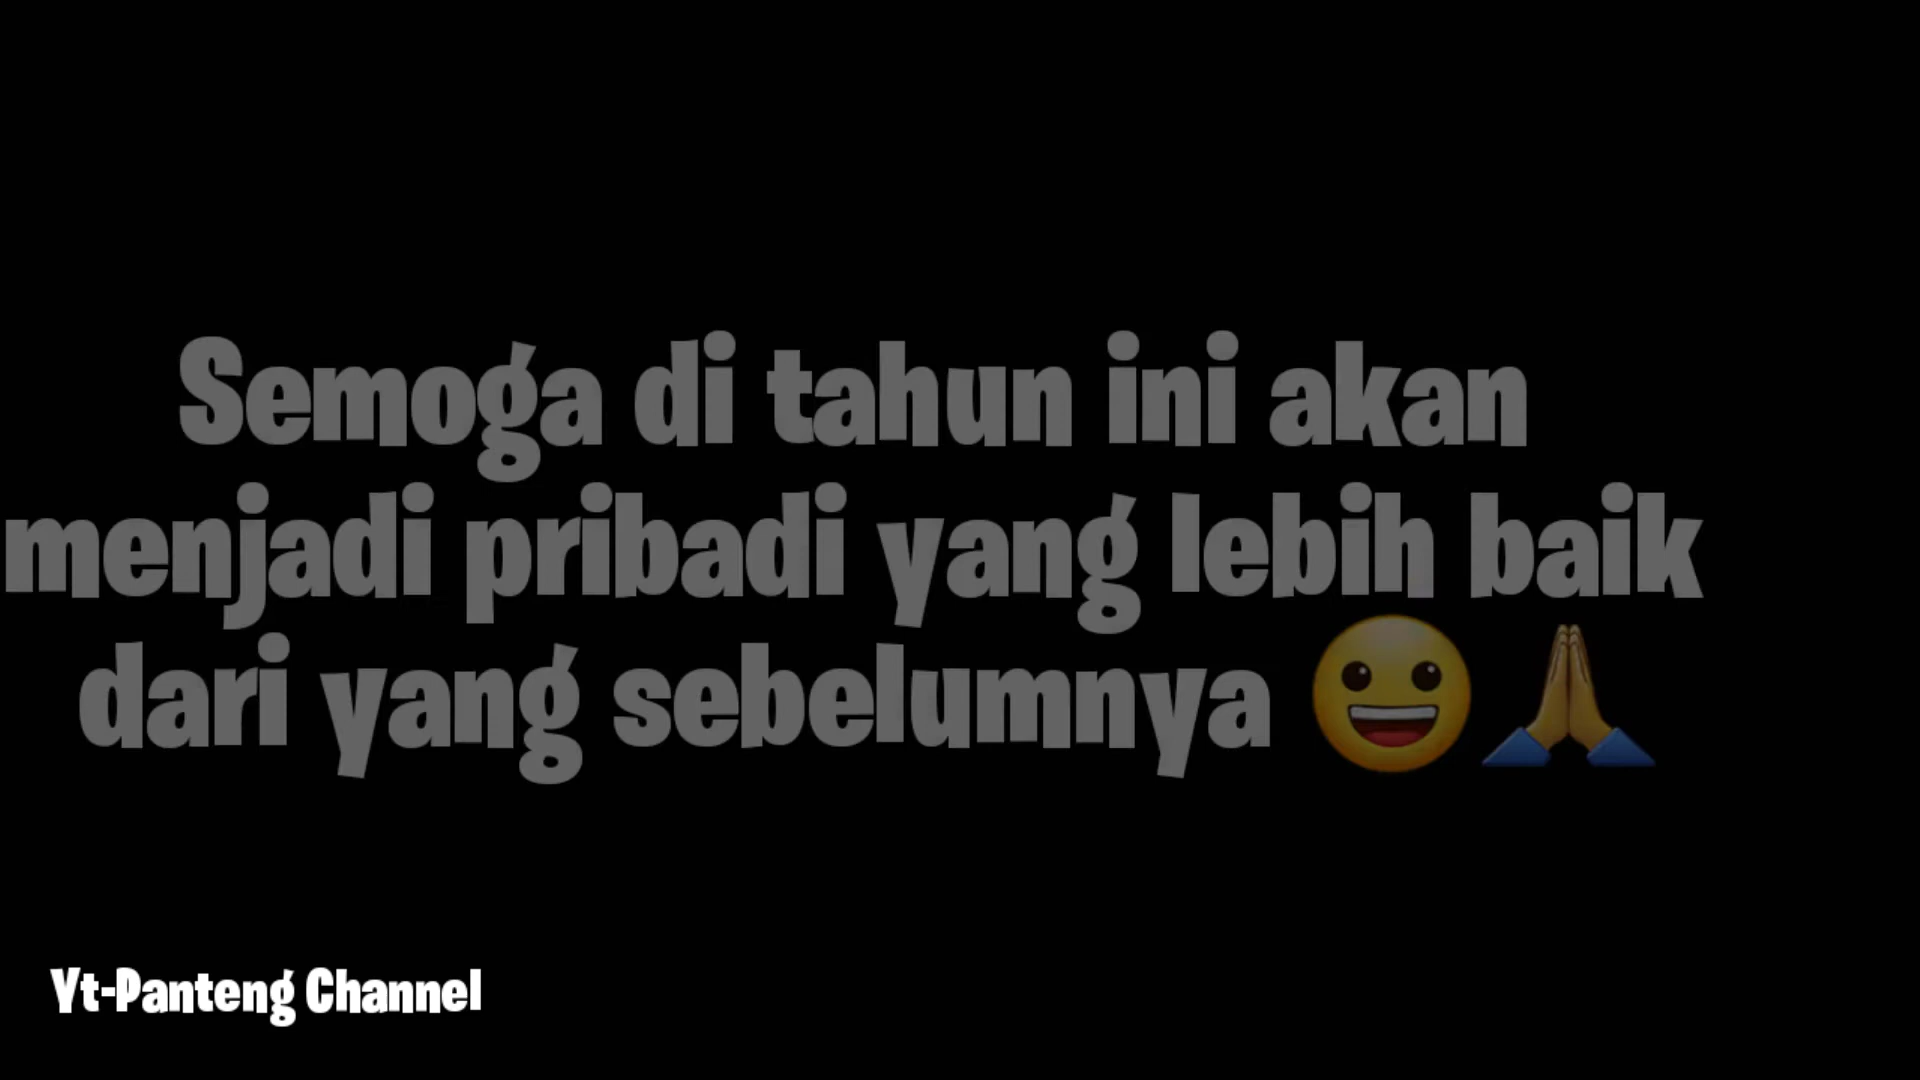 Semoga di tahun ini akan
menjadi pribadi yang lebih baik
dari yang sebelumnya 😀🙏
Yt-Panteng Channel